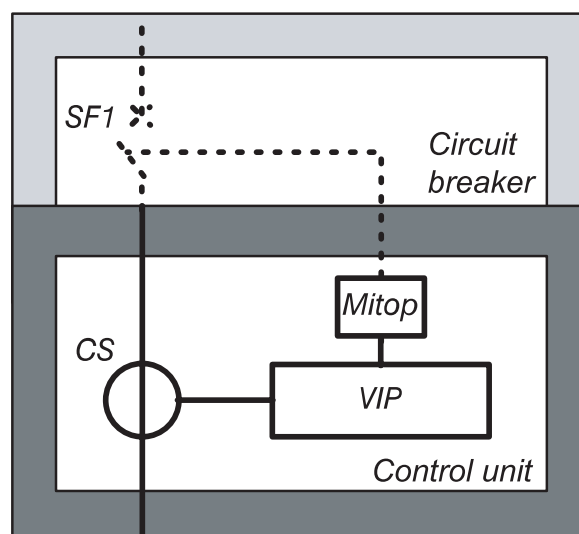 SF1
Circuit
breaker
Mitop
CS
VIP
Control unit